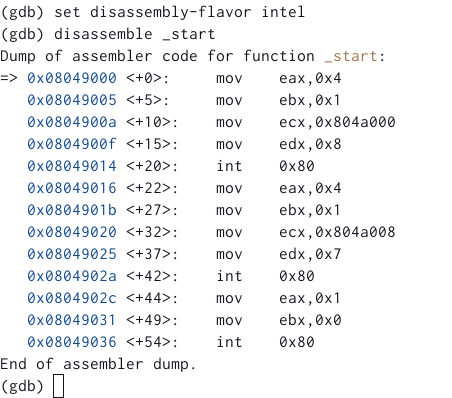 (gdb) set disassembly-flavor intel
(gdb) disassemble _start
Dump of assembler code for function _start:
=> 0x08049000 <+0>:     mov    eax,0x4
   0x08049005 <+5>:     mov    ebx,0x1
   0x0804900a <+10>:    mov    ecx,0x804a000
   0x0804900f <+15>:    mov    edx,0x8
   0x08049014 <+20>:    int    0x80
   0x08049016 <+22>:    mov    eax,0x4
   0x0804901b <+27>:    mov    ebx,0x1
   0x08049020 <+32>:    mov    ecx,0x804a008
   0x08049025 <+37>:    mov    edx,0x7
   0x0804902a <+42>:    int    0x80
   0x0804902c <+44>:    mov    eax,0x1
   0x08049031 <+49>:    mov    ebx,0x0
   0x08049036 <+54>:    int    0x80
End of assembler dump.
(gdb)